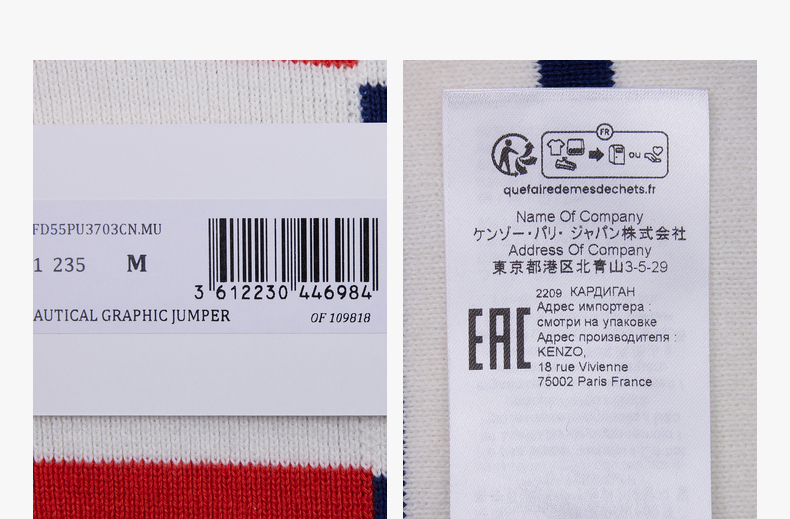 FD55PU3703CN.MU
1 235 M
3 612230 446984
AUTICAL GRAPHIC JUMPER
OF 109818
FR
OU
quefairedemesdechets.fr
Name Of Company
ケンゾー・パリ・ジャパン株式会社
Address Of Company
東京都港区北青山3-5-29
2209 КАРДИГАН
Адрес импортера :
смотри на упаковке
Адрес производителя :
KENZO,
18 rue Vivienne
75002 Paris France
EAC